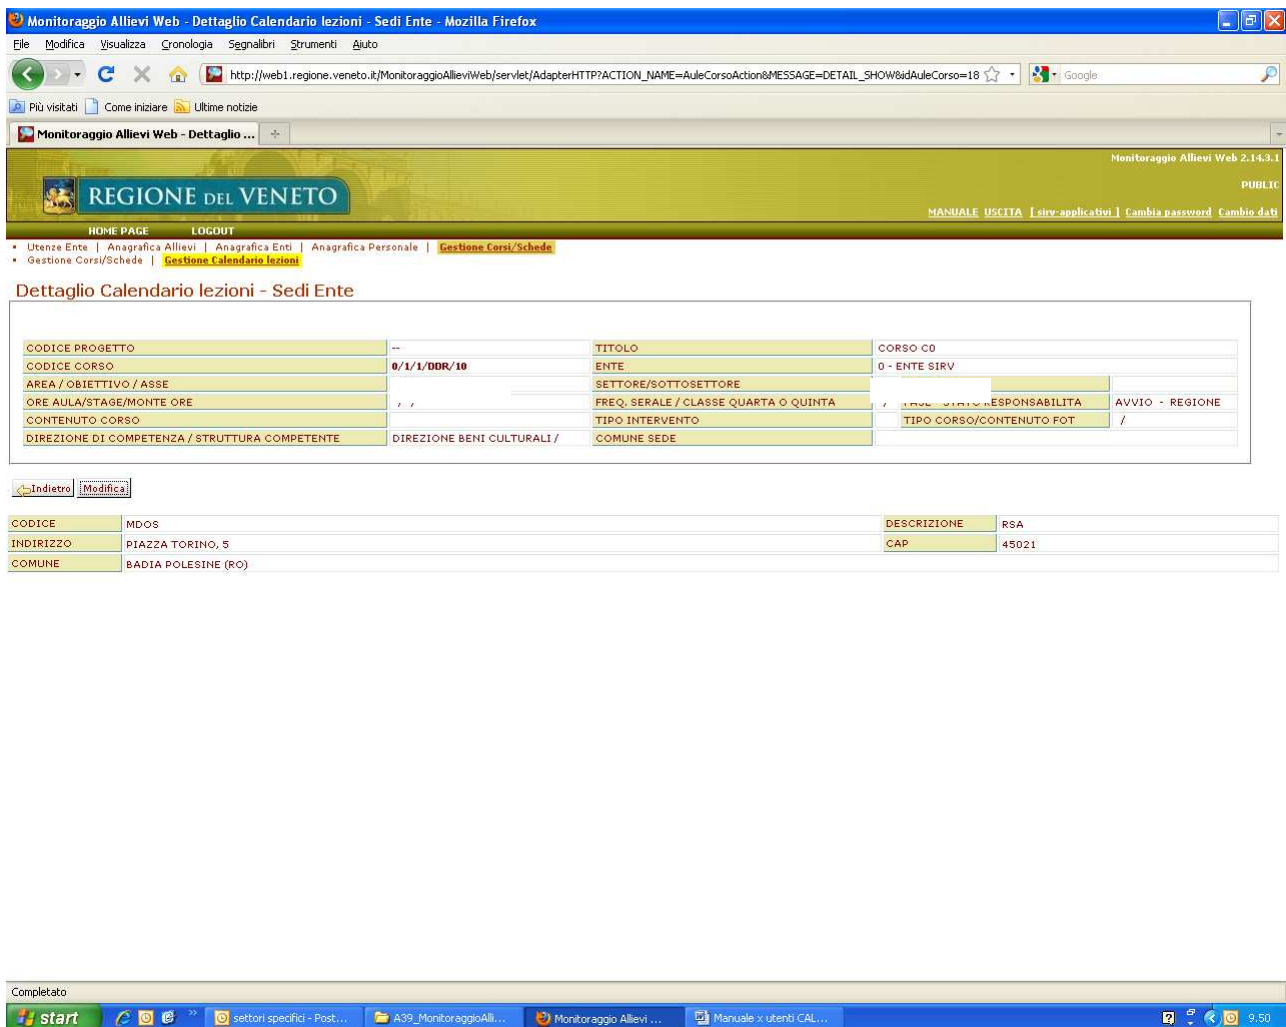 Monitoraggio Allievi Web - Dettaglio Calendario lezioni - Sedi Ente - Mozilla Firefox
File Modifica Visualizza Cronologia Segnalibri Strumenti Aiuto
http://web1.regione.veneto.it/MonitoraggioAllieviWeb/servlet/AdapterHTTP?ACTION_NAME=AuleCorsoAction&MESSAGE=DETAIL_SHOW&idAuleCorso=18 Google
Più visitati Come iniziare Ultime notizie
Monitoraggio Allievi Web - Dettaglio ...
Monitoraggio Allievi Web 2.14.3.1
PUBLIC
REGIONE DEL VENETO
MANUALE USCITA [ sirv-applicativi ] Cambia password Cambio dati
HOME PAGE LOGOUT
Utenze Ente | Anagrafica Allievi | Anagrafica Enti | Anagrafica Personale | Gestione Corsi/Schede
Gestione Corsi/Schede | Gestione Calendario lezioni
Dettaglio Calendario lezioni - Sedi Ente
CODICE PROGETTO -- TITOLO CORSO C0
CODICE CORSO 0/1/1/DDR/10 ENTE 0 - ENTE SIRV
AREA / OBIETTIVO / ASSE SETTORE/SOTTOSETTORE
ORE AULA/STAGE/MONTE ORE / / FREQ. SERALE / CLASSE QUARTA O QUINTA / FASE - STATO RESPONSABILITA AVVIO - REGIONE
CONTENUTO CORSO TIPO INTERVENTO TIPO CORSO/CONTENUTO FOT /
DIREZIONE DI COMPETENZA / STRUTTURA COMPETENTE DIREZIONE BENI CULTURALI / COMUNE SEDE
Indietro Modifica
CODICE MDOS DESCRIZIONE RSA
INDIRIZZO PIAZZA TORINO, 5 CAP 45021
COMUNE BADIA POLESINE (RO)
Completato
start settori specifici - Post... A39_MonitoraggioAlli... Monitoraggio Allievi ... Manuale x utenti CAL... 9.50